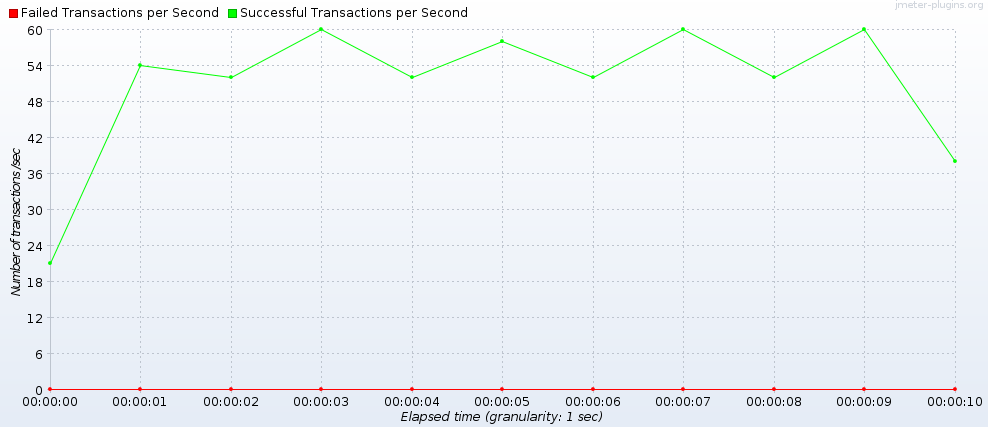 jmeter-plugins.org
Failed Transactions per Second Successful Transactions per Second
60
54
48
42
36
30
24
18
12
6
0
Number of transactions /sec
00:00:00 00:00:01 00:00:02 00:00:03 00:00:04 00:00:05 00:00:06 00:00:07 00:00:08 00:00:09 00:00:10
Elapsed time (granularity: 1 sec)